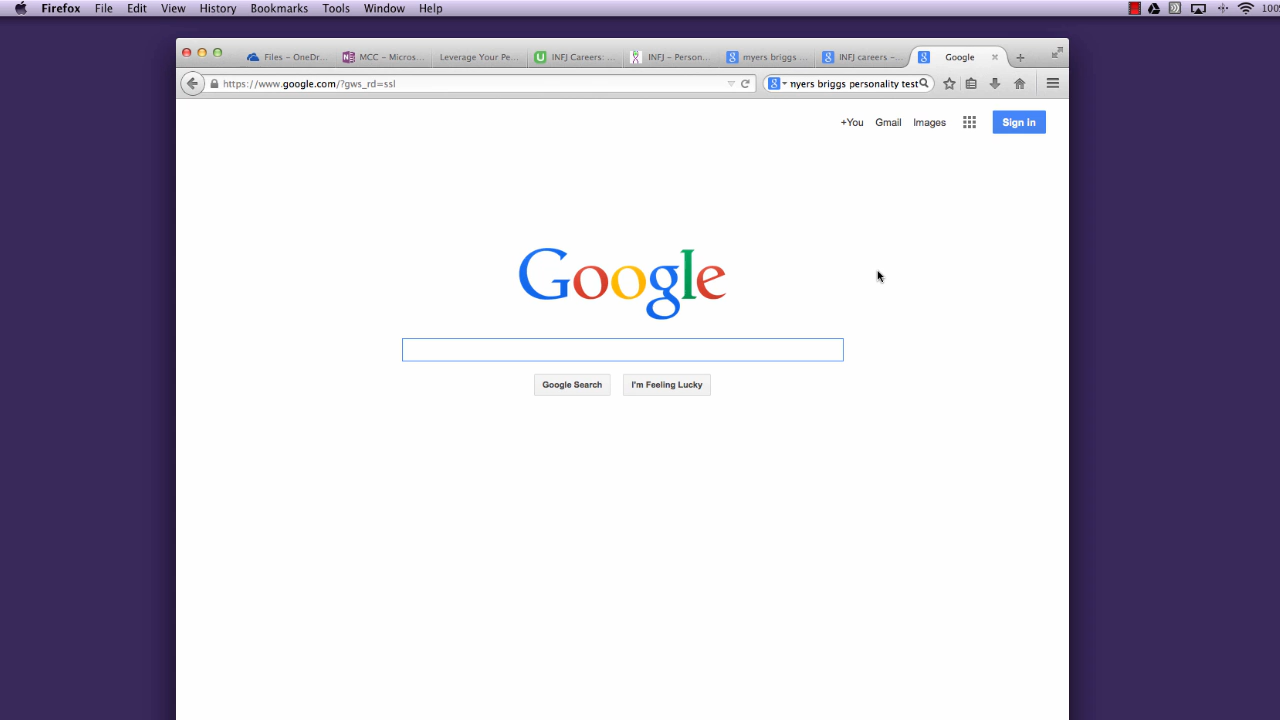 Firefox File Edit View History Bookmarks Tools Window Help 100
Files – OneDr... MCC – Micros... Leverage Your Pe... INFJ Careers: ... INFJ – Person... myers briggs ... INFJ careers –... Google
https://www.google.com/?gws_rd=ssl myers briggs personality test
+You Gmail Images Sign in
Google
Google Search I'm Feeling Lucky